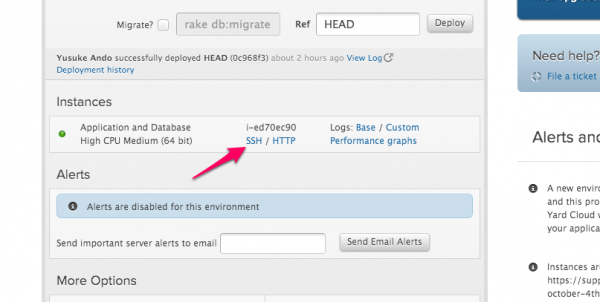 Migrate?
rake db:migrate
Ref
HEAD
Deploy
Yusuke Ando successfully deployed HEAD (0c968f3) about 2 hours ago View Log
Deployment history
Instances
Application and Database
i-ed70ec90
Logs: Base / Custom
High CPU Medium (64 bit)
SSH / HTTP
Performance graphs
Alerts
Alerts are disabled for this environment
Send important server alerts to email
Send Email Alerts
More Options
Need help?
File a ticket
Alerts and
A new enviro
and this pro
Yard Cloud v
your applica
Instances are
https://supp
october-4th